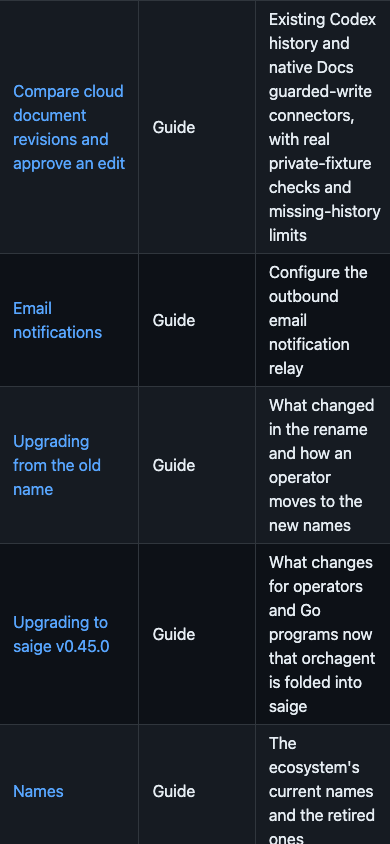 Compare cloud
document
revisions and
approve an edit
Guide
Existing Codex
history and
native Docs
guarded-write
connectors,
with real
private-fixture
checks and
missing-history
limits
Email
notifications
Guide
Configure the
outbound
email
notification
relay
Upgrading
from the old
name
Guide
What changed
in the rename
and how an
operator
moves to the
new names
Upgrading to
saige v0.45.0
Guide
What changes
for operators
and Go
programs now
that orchagent
is folded into
saige
Names
Guide
The
ecosystem's
current names
and the retired
ones